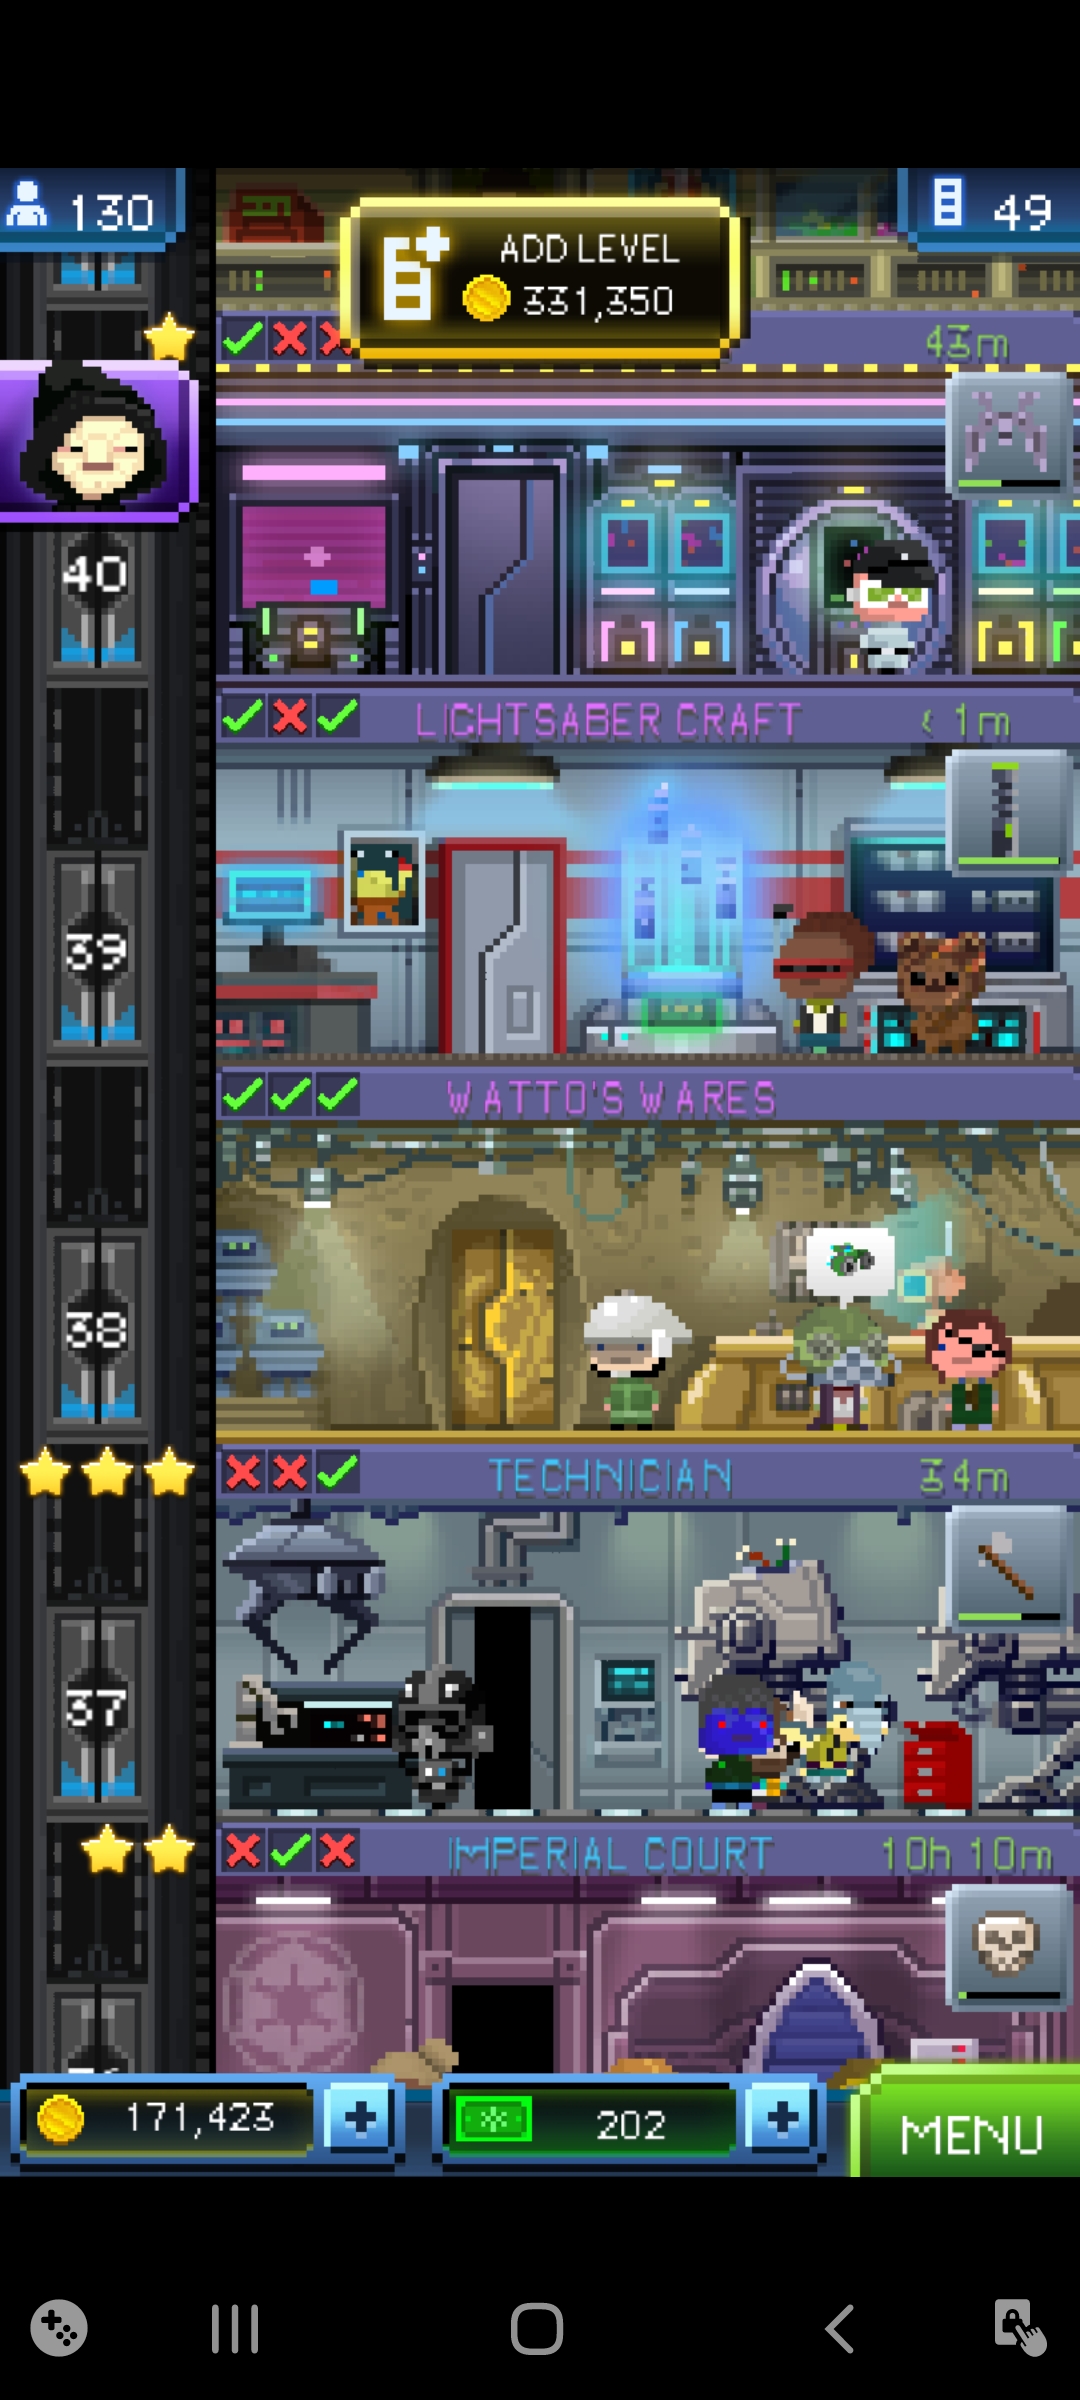 130
49
ADD LEVEL
331,350
43m
40
LIGHTSABER CRAFT
< 1m
39
WATTO'S WARES
38
TECHNICIAN
34m
37
IMPERIAL COURT
10h 10m
171,423
202
MENU